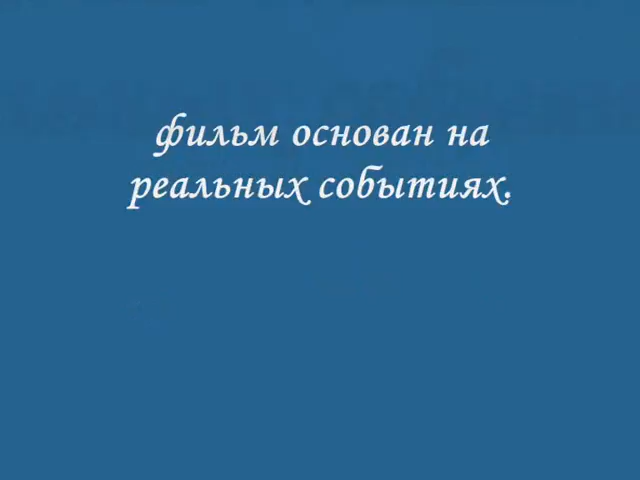 фильм основан на
реальных событиях.